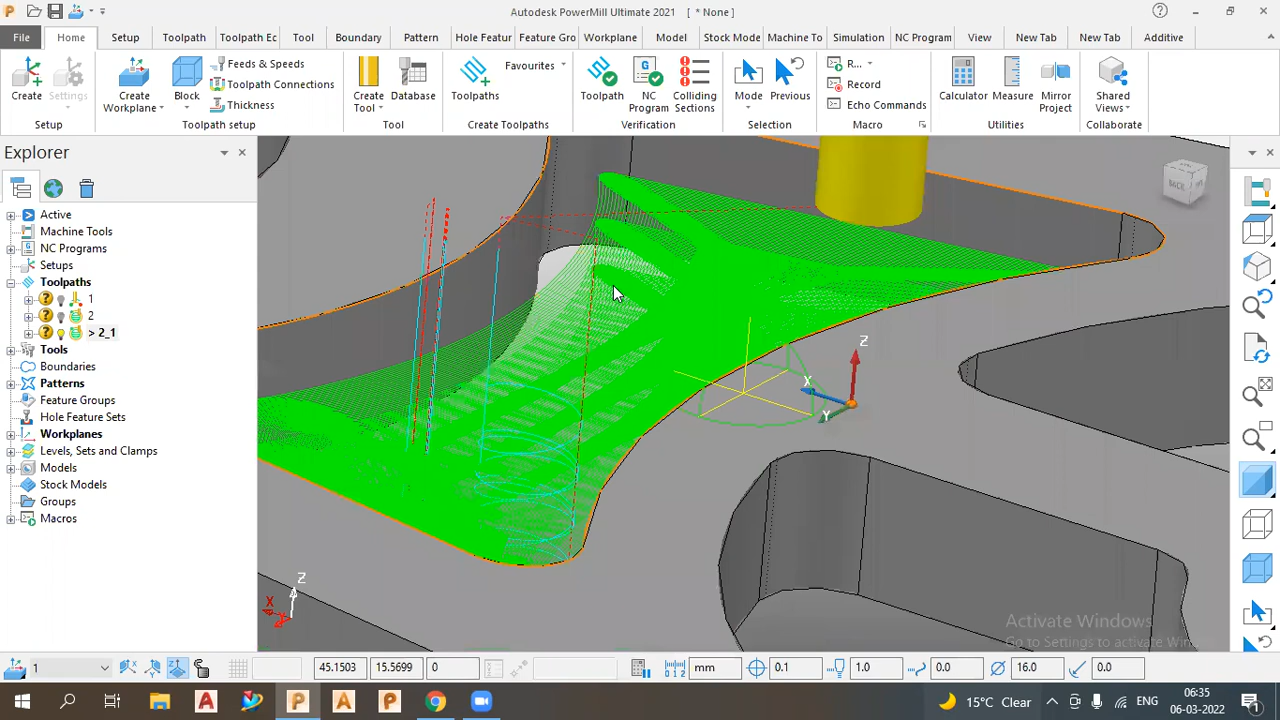 Autodesk PowerMill Ultimate 2021 [ * None ]
File Home Setup Toolpath Toolpath Ec Tool Boundary Pattern Hole Featur Feature Gro Workplane Model Stock Mode Machine To Simulation NC Program View New Tab New Tab Additive
Create
Settings
Setup
Create Workplane
Block
Feeds & Speeds
Toolpath Connections
Thickness
Toolpath setup
Create Tool
Database
Tool
Toolpaths
Favourites
Create Toolpaths
Toolpath
NC Program
Colliding Sections
Verification
Mode
Previous
Selection
R...
Record
Echo Commands
Macro
Calculator
Measure
Mirror Project
Utilities
Shared Views
Collaborate
Explorer
Active
Machine Tools
NC Programs
Setups
Toolpaths
1
2
> 2_1
Tools
Boundaries
Patterns
Feature Groups
Hole Feature Sets
Workplanes
Levels, Sets and Clamps
Models
Stock Models
Groups
Macros
BACK
Z
X
Y
Z
X
Activate Windows
Go to Settings to activate Win
1 45.1503 15.5699 0 mm 0.1 1.0 0.0 16.0 0.0
15°C Clear
ENG
06:35
06-03-2022